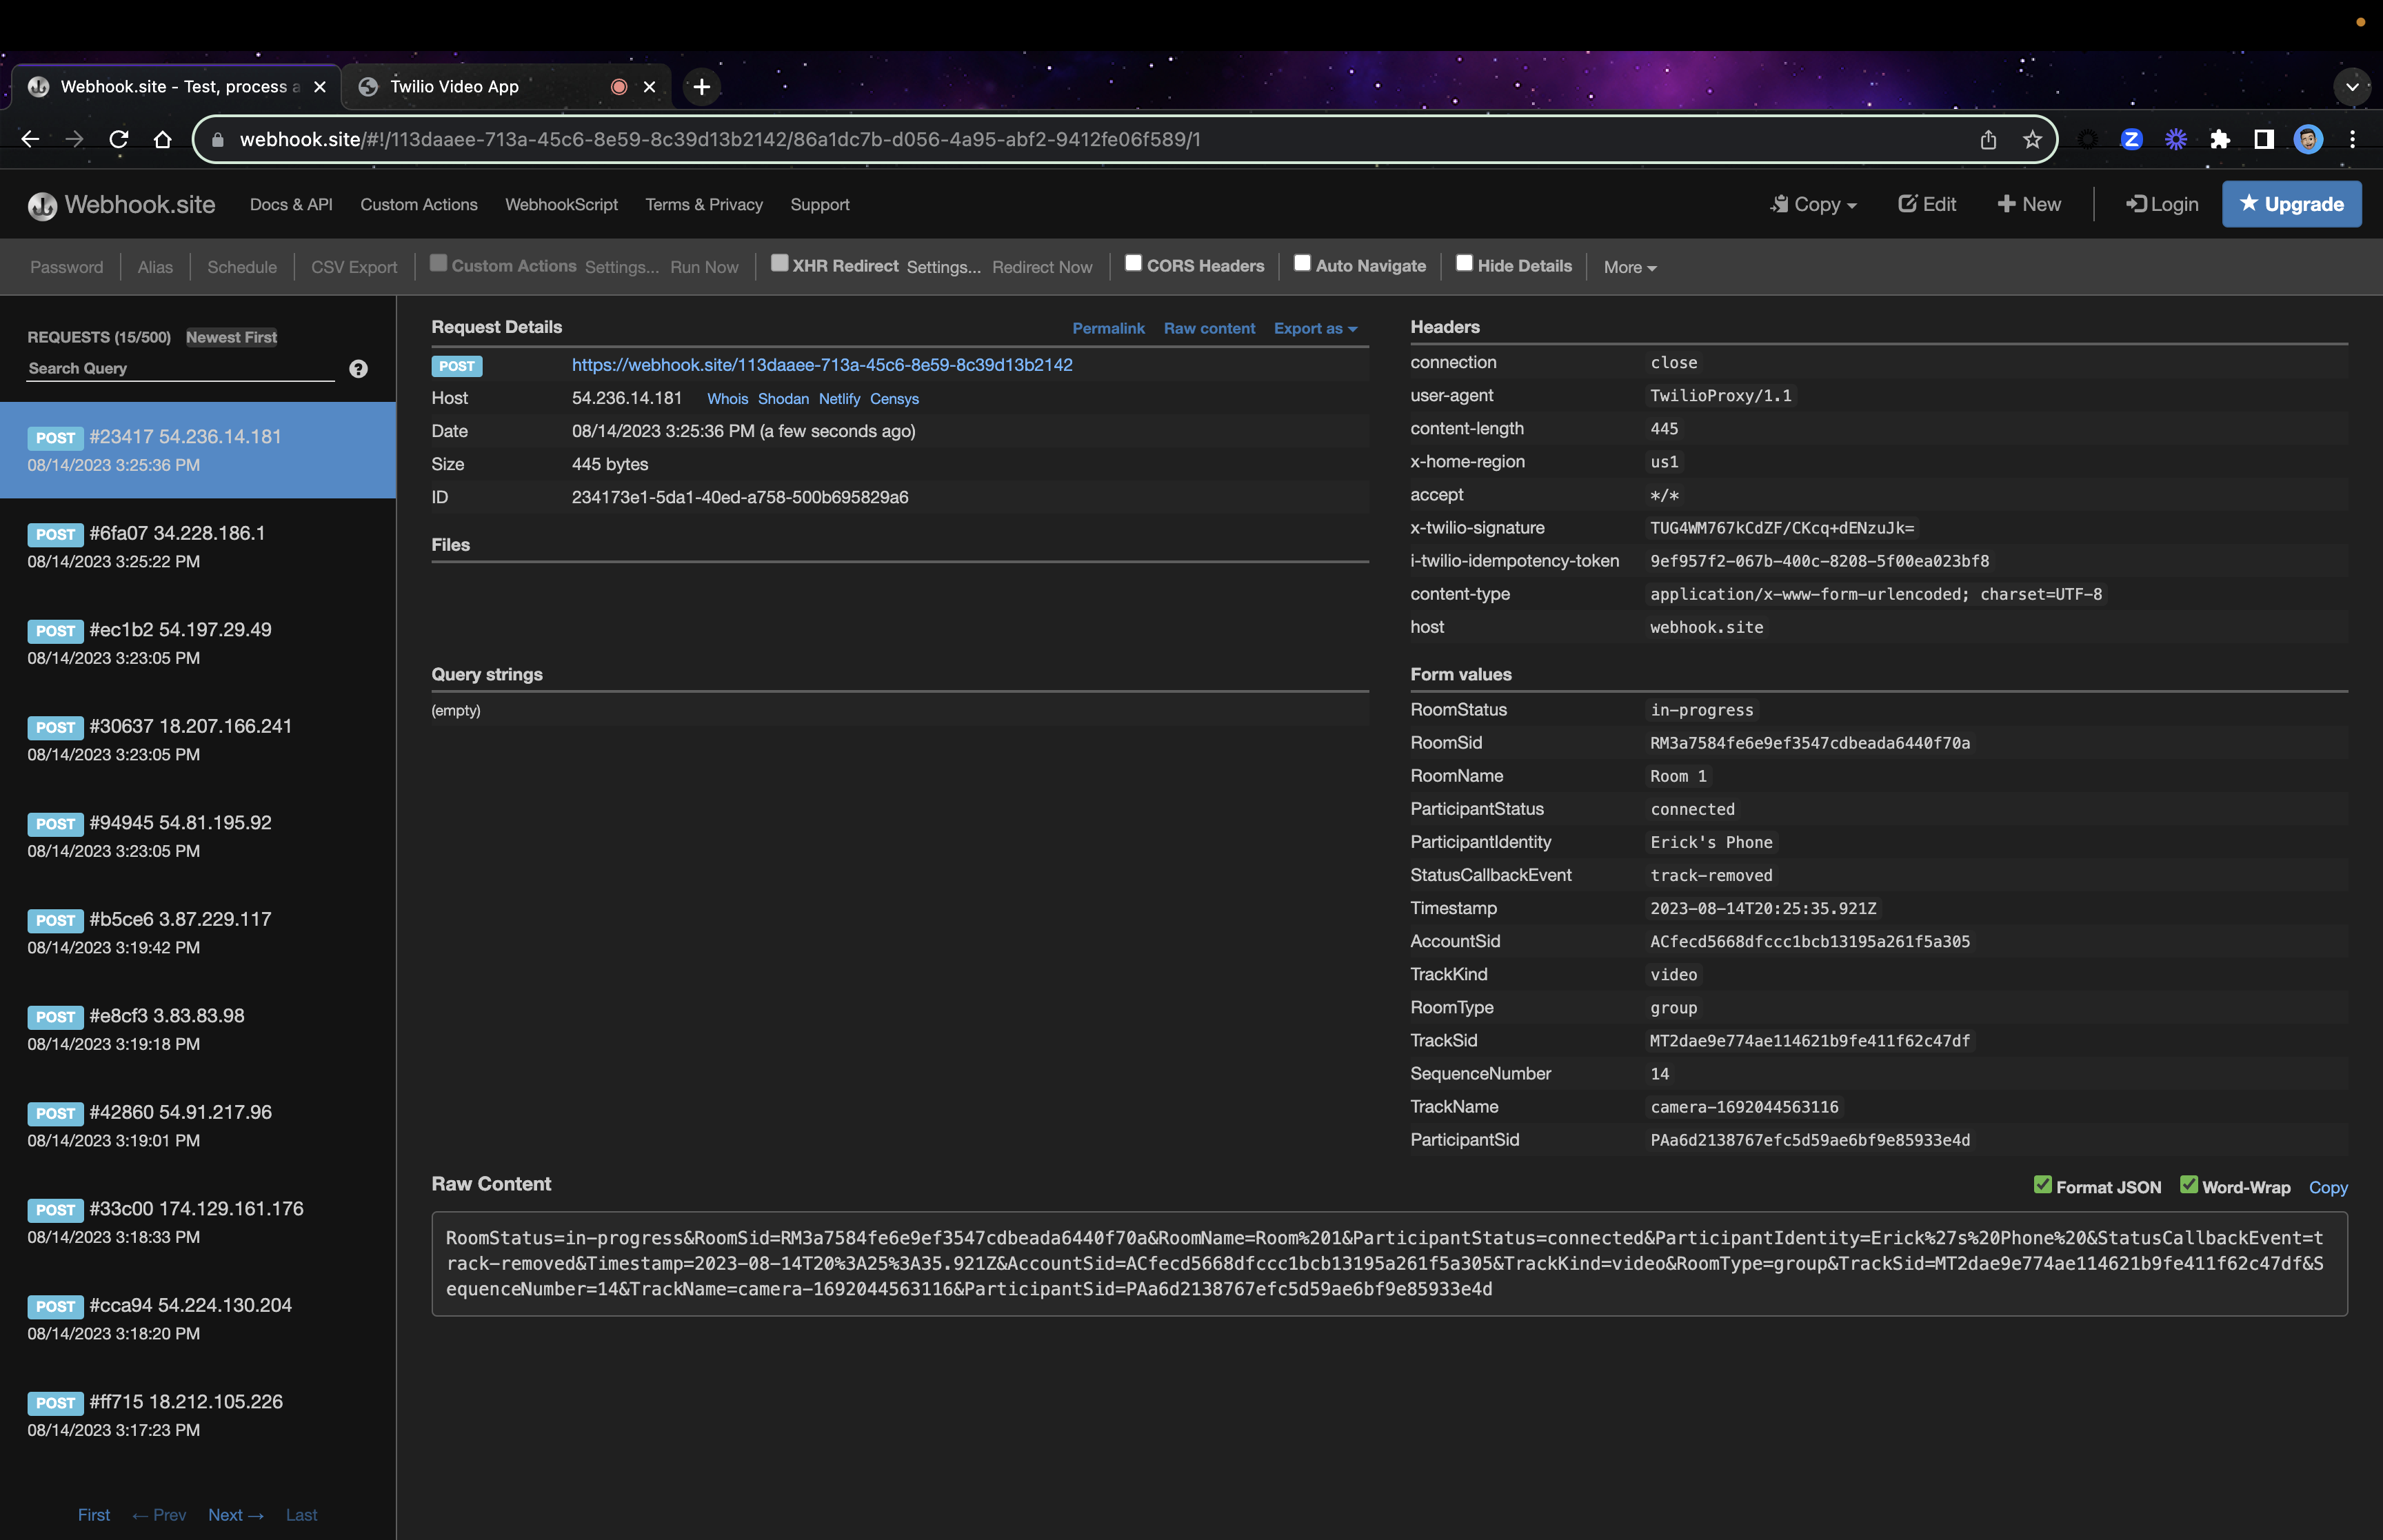 Webhook.site - Test, process a
Twilio Video App
webhook.site/#!/113daaee-713a-45c6-8e59-8c39d13b2142/86a1dc7b-d056-4a95-abf2-9412fe06f589/1
Webhook.site Docs & API Custom Actions WebhookScript Terms & Privacy Support Copy Edit New Login Upgrade
Password Alias Schedule CSV Export Custom Actions Settings... Run Now XHR Redirect Settings... Redirect Now CORS Headers Auto Navigate Hide Details More
REQUESTS (15/500) Newest First
Search Query
POST #23417 54.236.14.181
08/14/2023 3:25:36 PM
POST #6fa07 34.228.186.1
08/14/2023 3:25:22 PM
POST #ec1b2 54.197.29.49
08/14/2023 3:23:05 PM
POST #30637 18.207.166.241
08/14/2023 3:23:05 PM
POST #94945 54.81.195.92
08/14/2023 3:23:05 PM
POST #b5ce6 3.87.229.117
08/14/2023 3:19:42 PM
POST #e8cf3 3.83.83.98
08/14/2023 3:19:18 PM
POST #42860 54.91.217.96
08/14/2023 3:19:01 PM
POST #33c00 174.129.161.176
08/14/2023 3:18:33 PM
POST #cca94 54.224.130.204
08/14/2023 3:18:20 PM
POST #ff715 18.212.105.226
08/14/2023 3:17:23 PM
First ← Prev Next → Last
Request Details Permalink Raw content Export as
POST https://webhook.site/113daaee-713a-45c6-8e59-8c39d13b2142
Host 54.236.14.181 Whois Shodan Netlify Censys
Date 08/14/2023 3:25:36 PM (a few seconds ago)
Size 445 bytes
ID 234173e1-5da1-40ed-a758-500b695829a6
Files
Query strings
(empty)
Headers
connection close
user-agent TwilioProxy/1.1
content-length 445
x-home-region us1
accept */*
x-twilio-signature TUG4WM767kCdZF/CKcq+dENzuJk=
i-twilio-idempotency-token 9ef957f2-067b-400c-8208-5f00ea023bf8
content-type application/x-www-form-urlencoded; charset=UTF-8
host webhook.site
Form values
RoomStatus in-progress
RoomSid RM3a7584fe6e9ef3547cdbeada6440f70a
RoomName Room 1
ParticipantStatus connected
ParticipantIdentity Erick's Phone
StatusCallbackEvent track-removed
Timestamp 2023-08-14T20:25:35.921Z
AccountSid ACfecd5668dfccc1bcb13195a261f5a305
TrackKind video
RoomType group
TrackSid MT2dae9e774ae114621b9fe411f62c47df
SequenceNumber 14
TrackName camera-1692044563116
ParticipantSid PAa6d2138767efc5d59ae6bf9e85933e4d
Raw Content Format JSON Word-Wrap Copy
RoomStatus=in-progress&RoomSid=RM3a7584fe6e9ef3547cdbeada6440f70a&RoomName=Room%201&ParticipantStatus=connected&ParticipantIdentity=Erick%27s%20Phone%20&StatusCallbackEvent=t
rack-removed&Timestamp=2023-08-14T20%3A25%3A35.921Z&AccountSid=ACfecd5668dfccc1bcb13195a261f5a305&TrackKind=video&RoomType=group&TrackSid=MT2dae9e774ae114621b9fe411f62c47df&S
equenceNumber=14&TrackName=camera-1692044563116&ParticipantSid=PAa6d2138767efc5d59ae6bf9e85933e4d